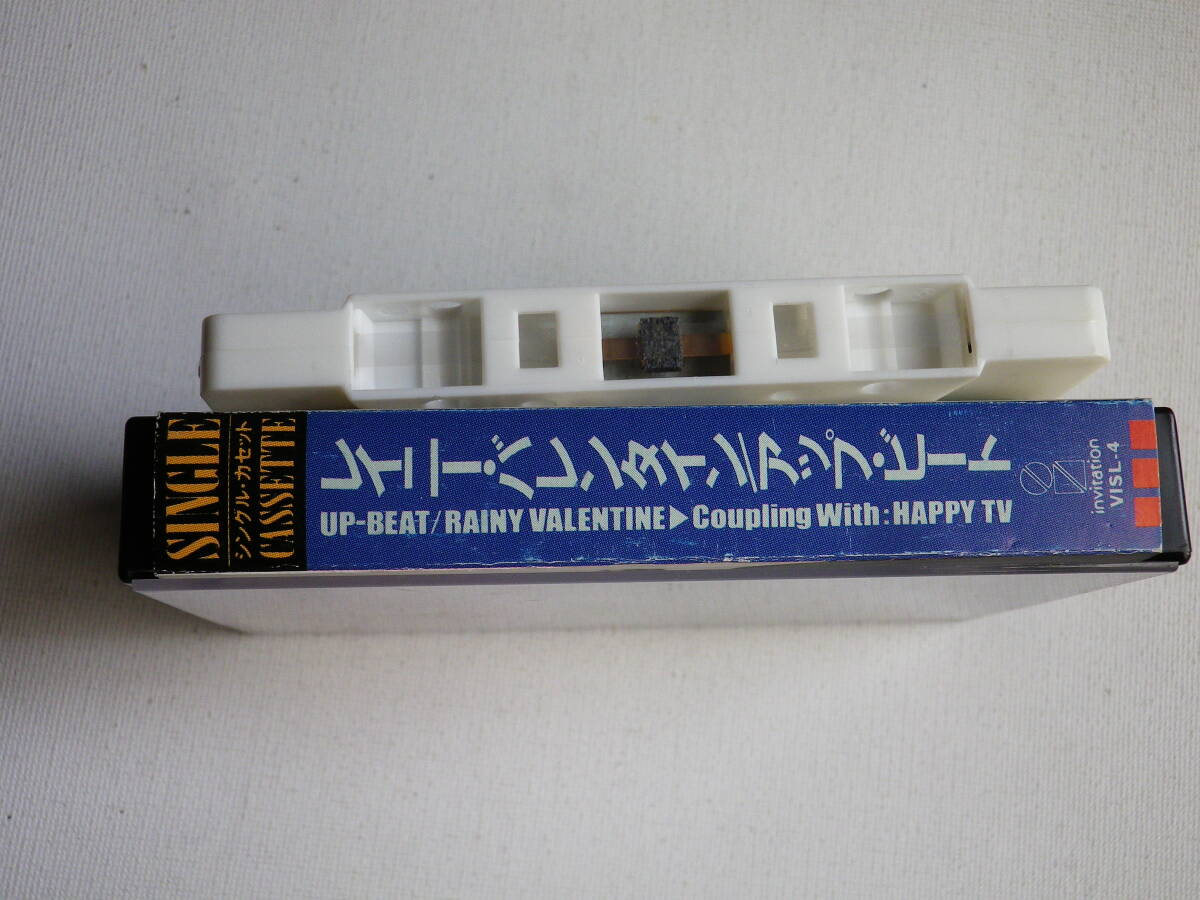 SINGLE
シングル・カセット
CASSETTE
レイニー・バレンタイン/アップ・ビート
UP-BEAT/RAINY VALENTINE▶Coupling With:HAPPY TV
invitation
VISL-4